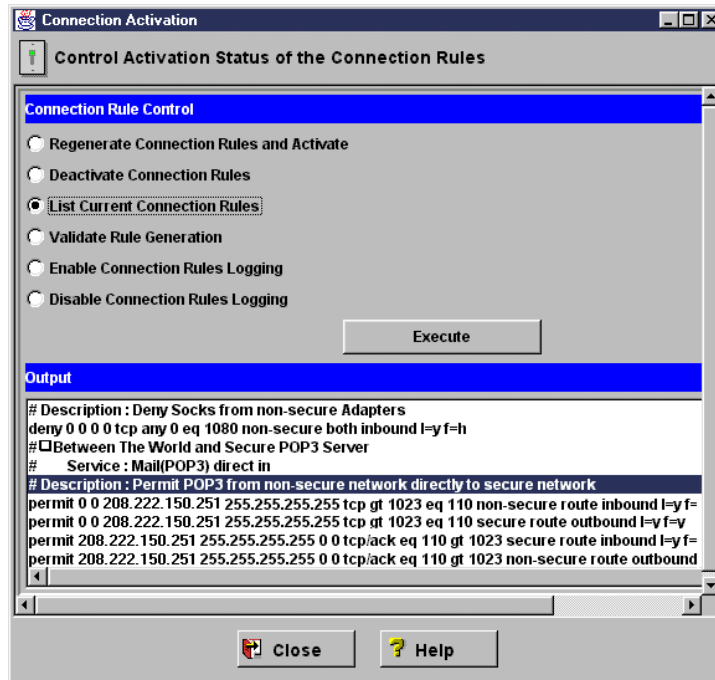 Connection Activation
Control Activation Status of the Connection Rules
Connection Rule Control
Regenerate Connection Rules and Activate
Deactivate Connection Rules
List Current Connection Rules
Validate Rule Generation
Enable Connection Rules Logging
Disable Connection Rules Logging
Execute
Output
# Description : Deny Socks from non-secure Adapters
deny 0 0 0 0 tcp any 0 eq 1080 non-secure both inbound l=y f=h
#□Between The World and Secure POP3 Server
# Service : Mail(POP3) direct in
# Description : Permit POP3 from non-secure network directly to secure network
permit 0 0 208.222.150.251 255.255.255.255 tcp gt 1023 eq 110 non-secure route inbound l=y f=
permit 0 0 208.222.150.251 255.255.255.255 tcp gt 1023 eq 110 secure route outbound l=y f=y
permit 208.222.150.251 255.255.255.255 0 0 tcp/ack eq 110 gt 1023 secure route inbound l=y f=
permit 208.222.150.251 255.255.255.255 0 0 tcp/ack eq 110 gt 1023 non-secure route outbound
Close
Help